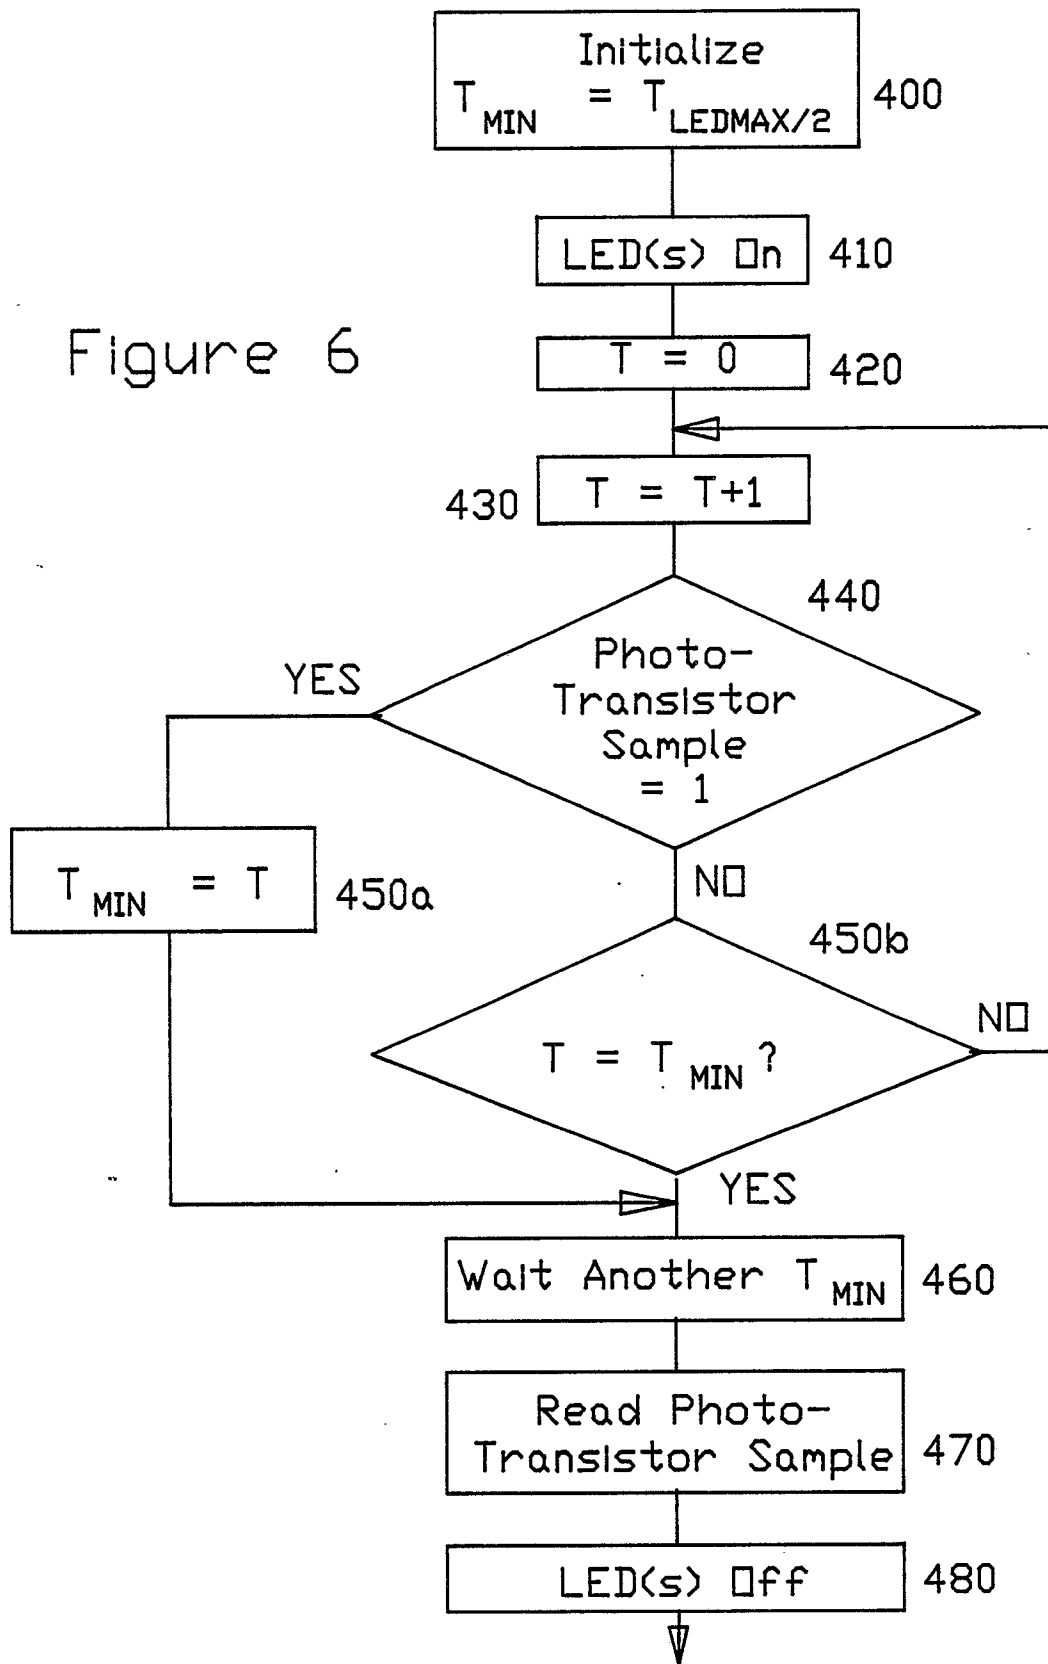 Initialize
T MIN = T LEDMAX/2
400
LED(s) On
410
Figure 6
T = 0
420
T = T+1
430
440
Photo-
Transistor
Sample
= 1
YES
T MIN = T
450a
NO
450b
T = T MIN ?
NO
YES
Wait Another T MIN
460
Read Photo-
Transistor Sample
470
LED(s) Off
480